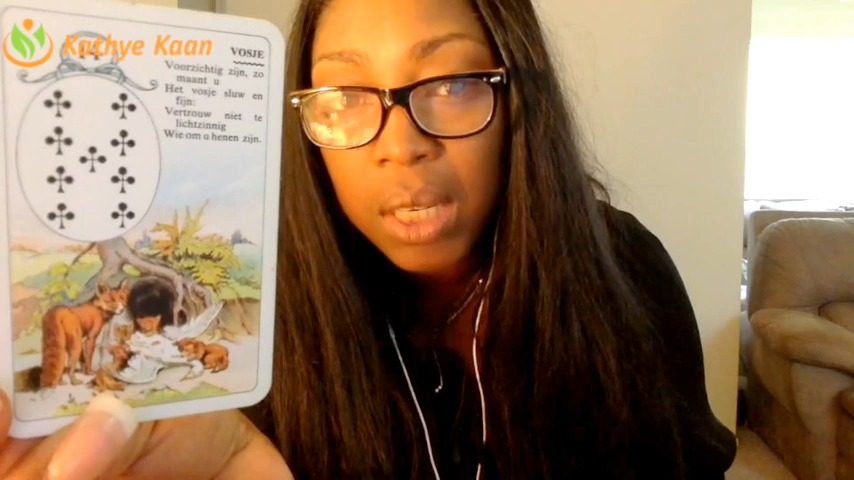 Kathye Kaan
VOSJE
Voorzichtig zijn, zo
maant u
Het vosje sluw en
fijn:
Vertrouw niet te
lichtzinnig
Wie om u henen zijn.